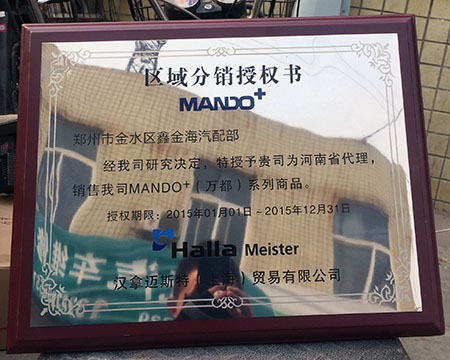 区域分销授权书
MANDO+
郑州市金水区鑫金海汽配部
经我司研究决定，特授予贵司为河南省代理，
销售我司MANDO+（万都）系列商品。
授权期限：2015年01月01日~2015年12月31日
Halla Meister
汉拿迈斯特（上海）贸易有限公司